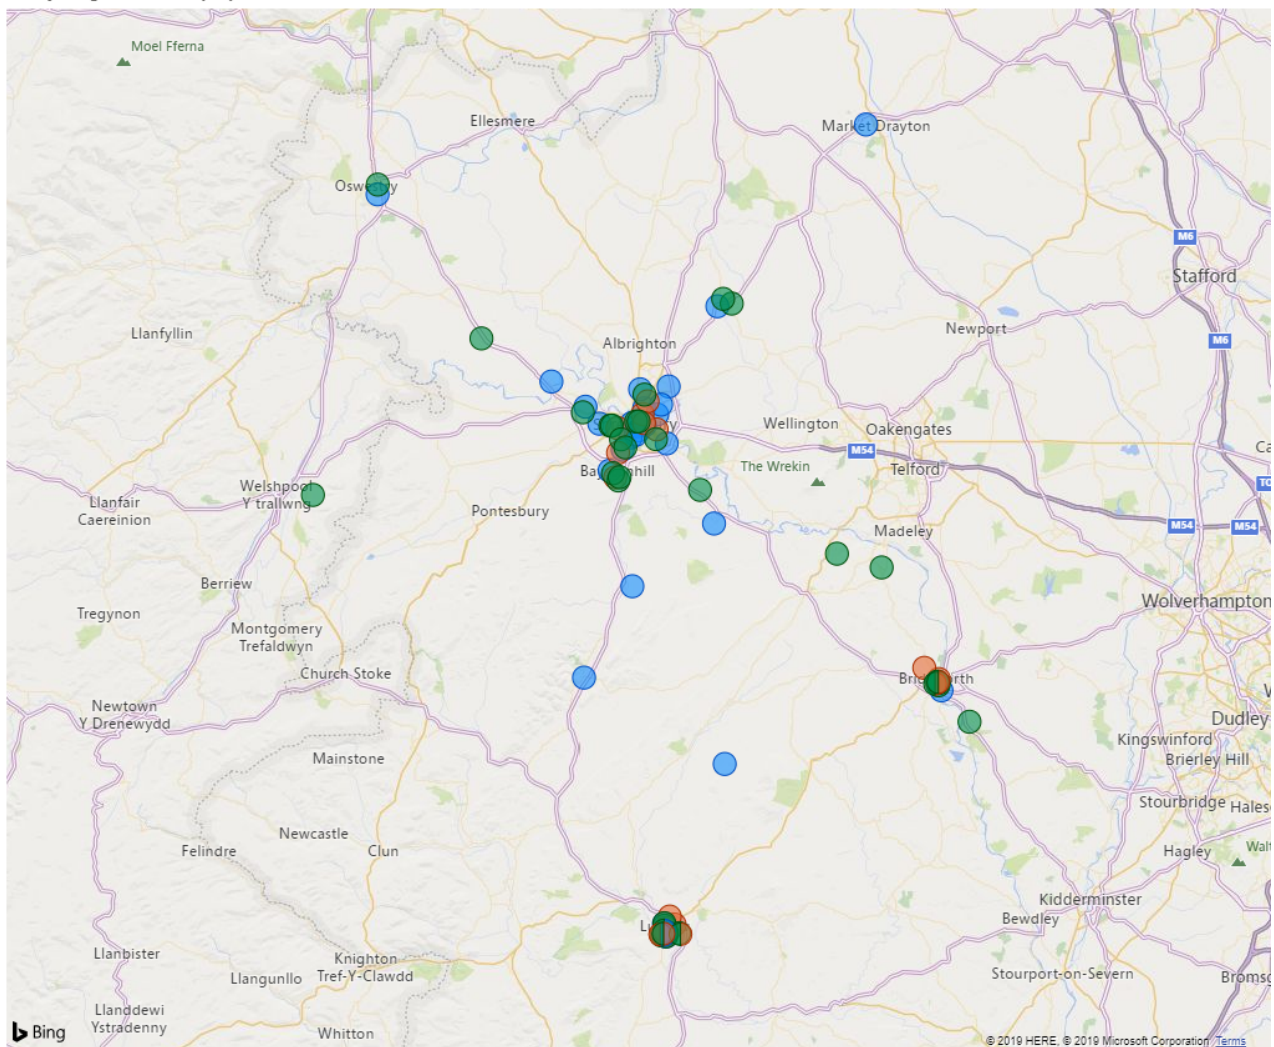 Moel Fferna
Ellesmere
Market Drayton
Oswestry
M6
Stafford
Llanfyllin
Newport
M6
Albrighton
Wellington
Oakengates
M54
Telford
The Wrekin
Welshpool
Y trallwng
Llanfair
Caereinion
Pontesbury
M54
M54
Madeley
Berriew
Tregynon
Wolverhampton
Montgomery
Trefaldwyn
Church Stoke
Newtown
Y Drenewydd
Dudley
Kingswinford
Brierley Hill
Mainstone
Stourbridge
Newcastle
Felindre
Clun
Hagley
Kidderminster
Bewdley
Llanbister
Knighton
Tref-Y-Clawdd
Llangunllo
Stourport-on-Severn
Llanddewi
Ystradenny
Whitton
Bing
© 2019 HERE, © 2019 Microsoft Corporation Terms